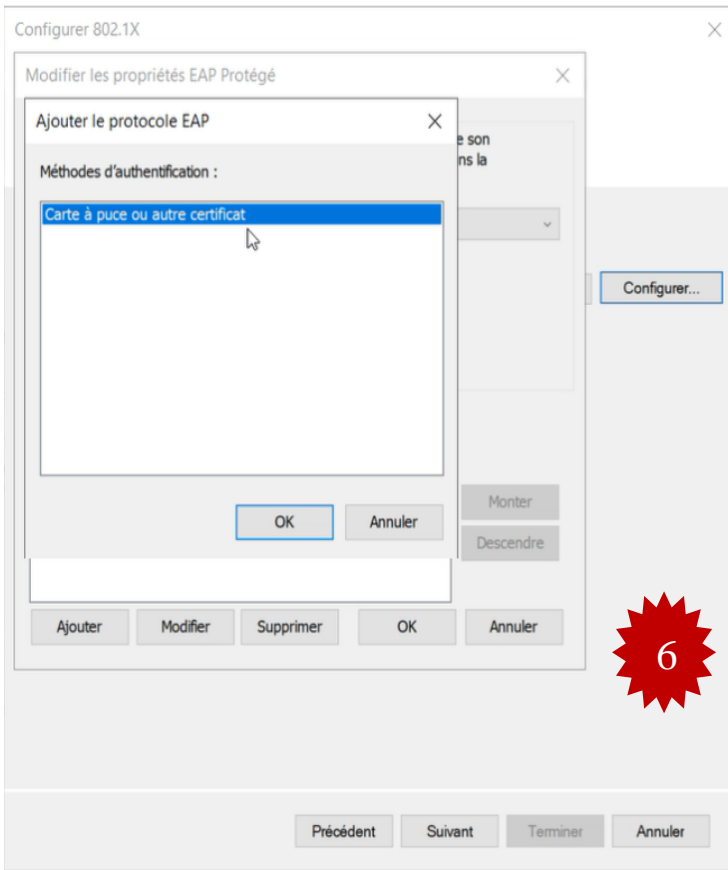 Configurer 802.1X
Modifier les propriétés EAP Protégé
Ajouter le protocole EAP
e son
ns la
Méthodes d'authentification :
Carte à puce ou autre certificat
Configurer...
Monter
OK
Annuler
Descendre
Ajouter
Modifier
Supprimer
OK
Annuler
6
Précédent
Suivant
Terminer
Annuler